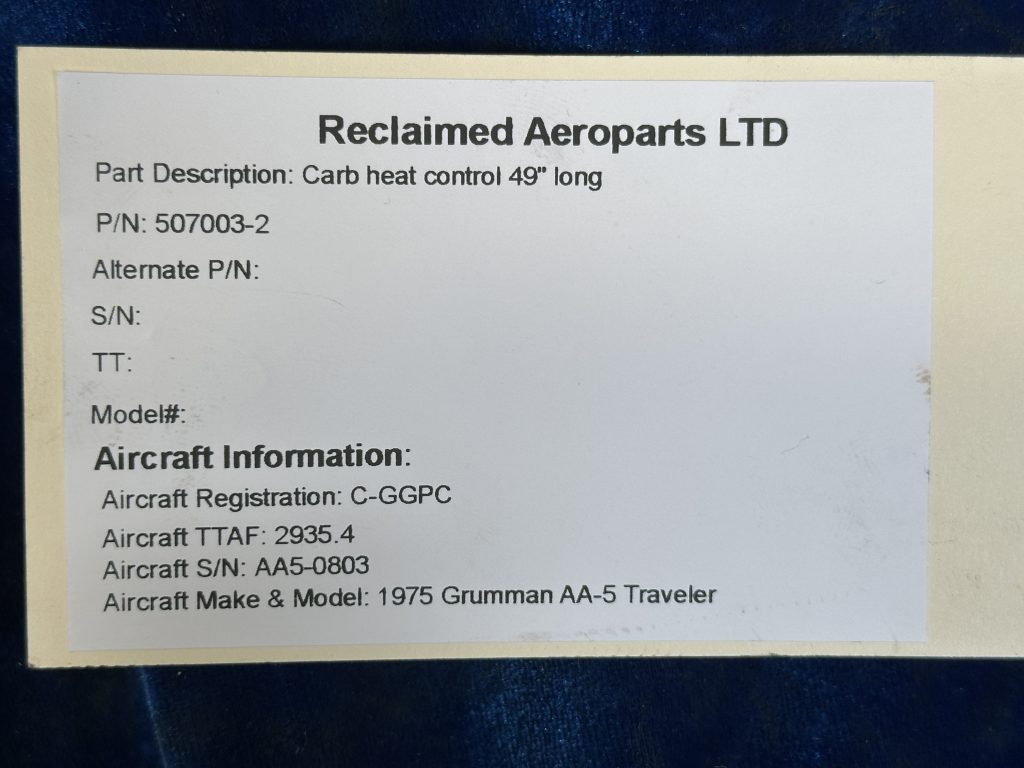 Reclaimed Aeroparts LTD
Part Description: Carb heat control 49" long
P/N: 507003-2
Alternate P/N:
S/N:
TT:
Model#:
Aircraft Information:
Aircraft Registration: C-GGPC
Aircraft TTAF: 2935.4
Aircraft S/N: AA5-0803
Aircraft Make & Model: 1975 Grumman AA-5 Traveler